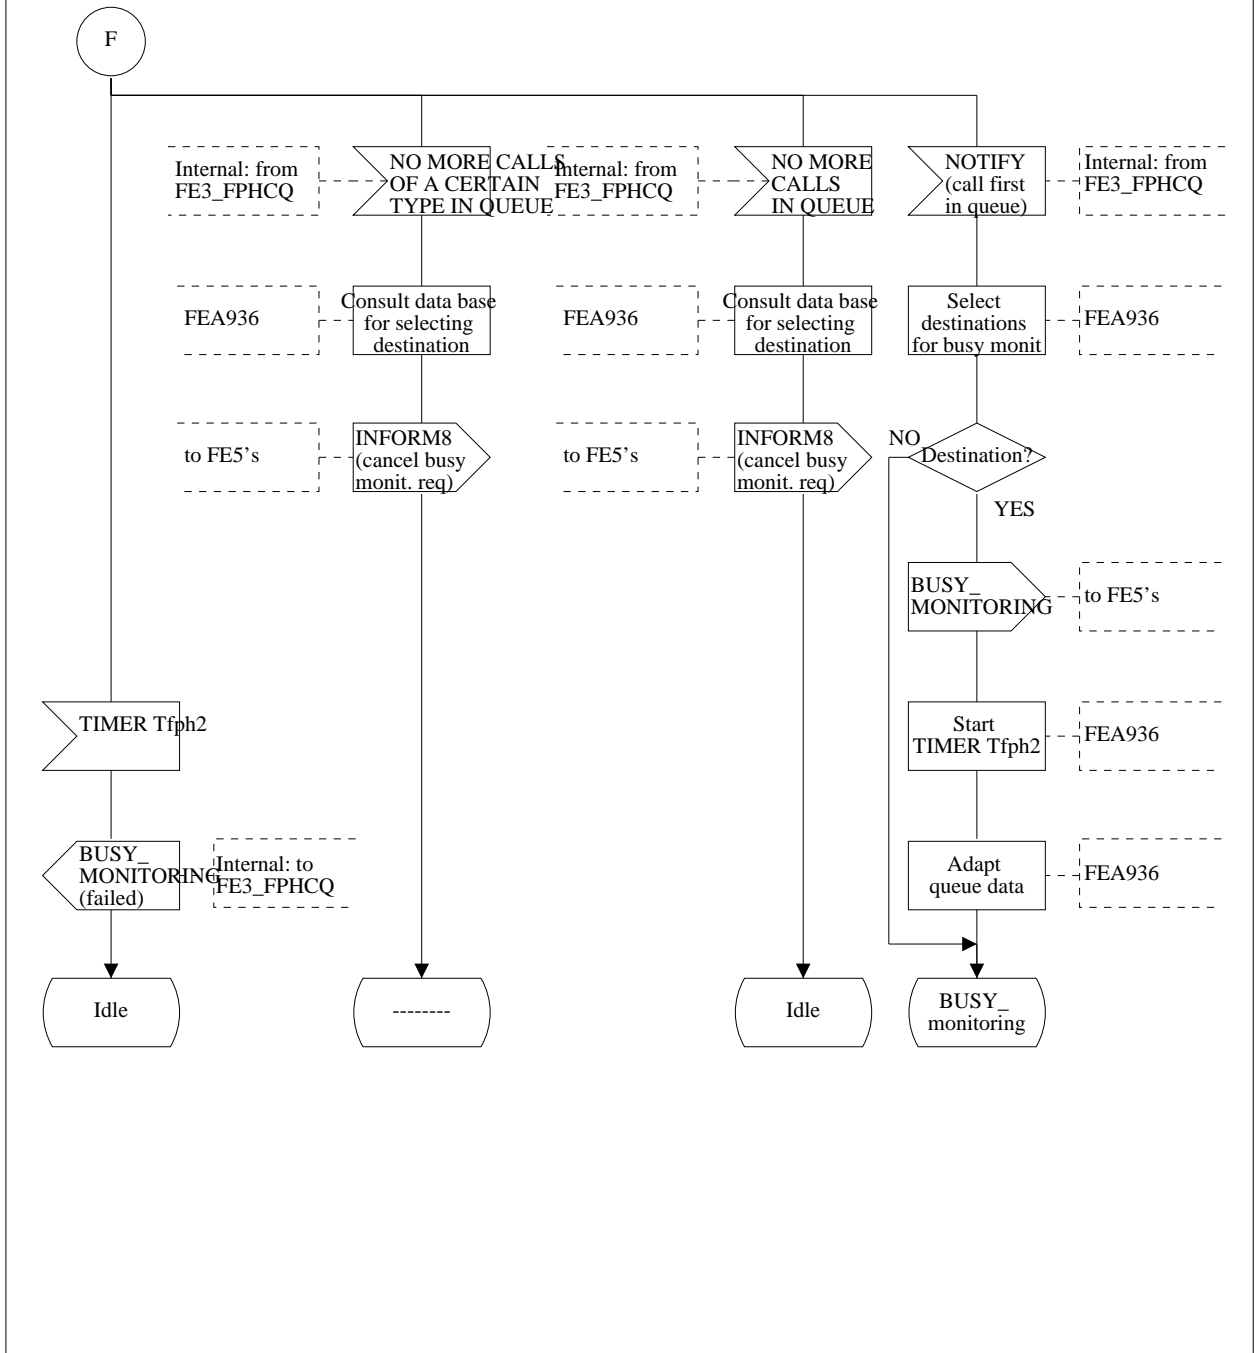 F
Internal: from
FE3_FPHCQ
NO MORE CALLS
OF A CERTAIN
TYPE IN QUEUE
Internal: from
FE3_FPHCQ
NO MORE
CALLS
IN QUEUE
NOTIFY
(call first
in queue)
Internal: from
FE3_FPHCQ
FEA936
Consult data base
for selecting
destination
FEA936
Consult data base
for selecting
destination
Select
destinations
for busy monit
FEA936
to FE5's
INFORM8
(cancel busy
monit. req)
to FE5's
INFORM8
(cancel busy
monit. req)
NO
Destination?
YES
BUSY_
MONITORING
to FE5's
TIMER Tfph2
Start
TIMER Tfph2
FEA936
BUSY_
MONITORING
(failed)
Internal: to
FE3_FPHCQ
Adapt
queue data
FEA936
Idle
--------
Idle
BUSY_
monitoring